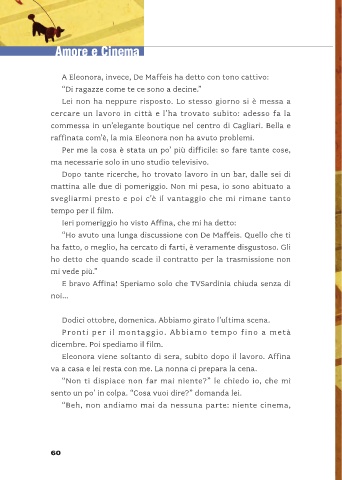 Amore e Cinema
A Eleonora, invece, De Maffeis ha detto con tono cattivo:
“Di ragazze come te ce sono a decine.”
Lei non ha neppure risposto. Lo stesso giorno si è messa a
cercare un lavoro in città e l’ha trovato subito: adesso fa la
commessa in un’elegante boutique nel centro di Cagliari. Bella e
raffinata com’è, la mia Eleonora non ha avuto problemi.
Per me la cosa è stata un po’ più difficile: so fare tante cose,
ma necessarie solo in uno studio televisivo.
Dopo tante ricerche, ho trovato lavoro in un bar, dalle sei di
mattina alle due di pomeriggio. Non mi pesa, io sono abituato a
svegliarmi presto e poi c’è il vantaggio che mi rimane tanto
tempo per il film.
Ieri pomeriggio ho visto Affina, che mi ha detto:
“Ho avuto una lunga discussione con De Maffeis. Quello che ti
ha fatto, o meglio, ha cercato di farti, è veramente disgustoso. Gli
ho detto che quando scade il contratto per la trasmissione non
mi vede più.”
E bravo Affina! Speriamo solo che TVSardinia chiuda senza di
noi...
Dodici ottobre, domenica. Abbiamo girato l’ultima scena.
Pronti per il montaggio. Abbiamo tempo fino a metà
dicembre. Poi spediamo il film.
Eleonora viene soltanto di sera, subito dopo il lavoro. Affina
va a casa e lei resta con me. La nonna ci prepara la cena.
“Non ti dispiace non far mai niente?” le chiedo io, che mi
sento un po’ in colpa. “Cosa vuoi dire?” domanda lei.
“Beh, non andiamo mai da nessuna parte: niente cinema,
60